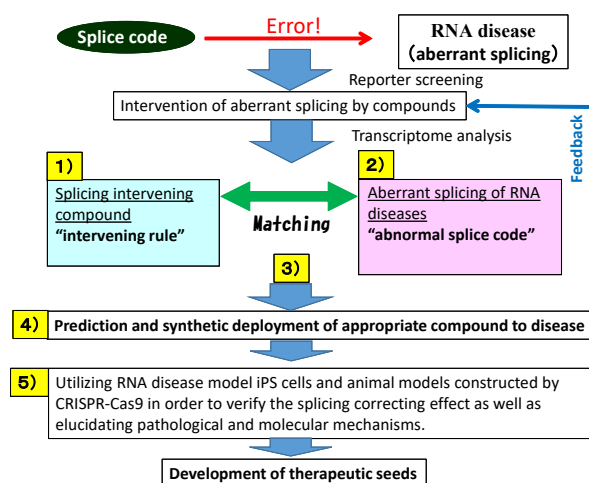 Splice code
Error!
RNA disease
(aberrant splicing)
Reporter screening
Intervention of aberrant splicing by compounds
Feedback
Transcriptome analysis
1)
Splicing intervening
compound
“intervening rule”
Matching
2)
Aberrant splicing of RNA
diseases
“abnormal splice code”
3)
4)
Prediction and synthetic deployment of appropriate compound to disease
5)
Utilizing RNA disease model iPS cells and animal models constructed by
CRISPR-Cas9 in order to verify the splicing correcting effect as well as
elucidating pathological and molecular mechanisms.
Development of therapeutic seeds